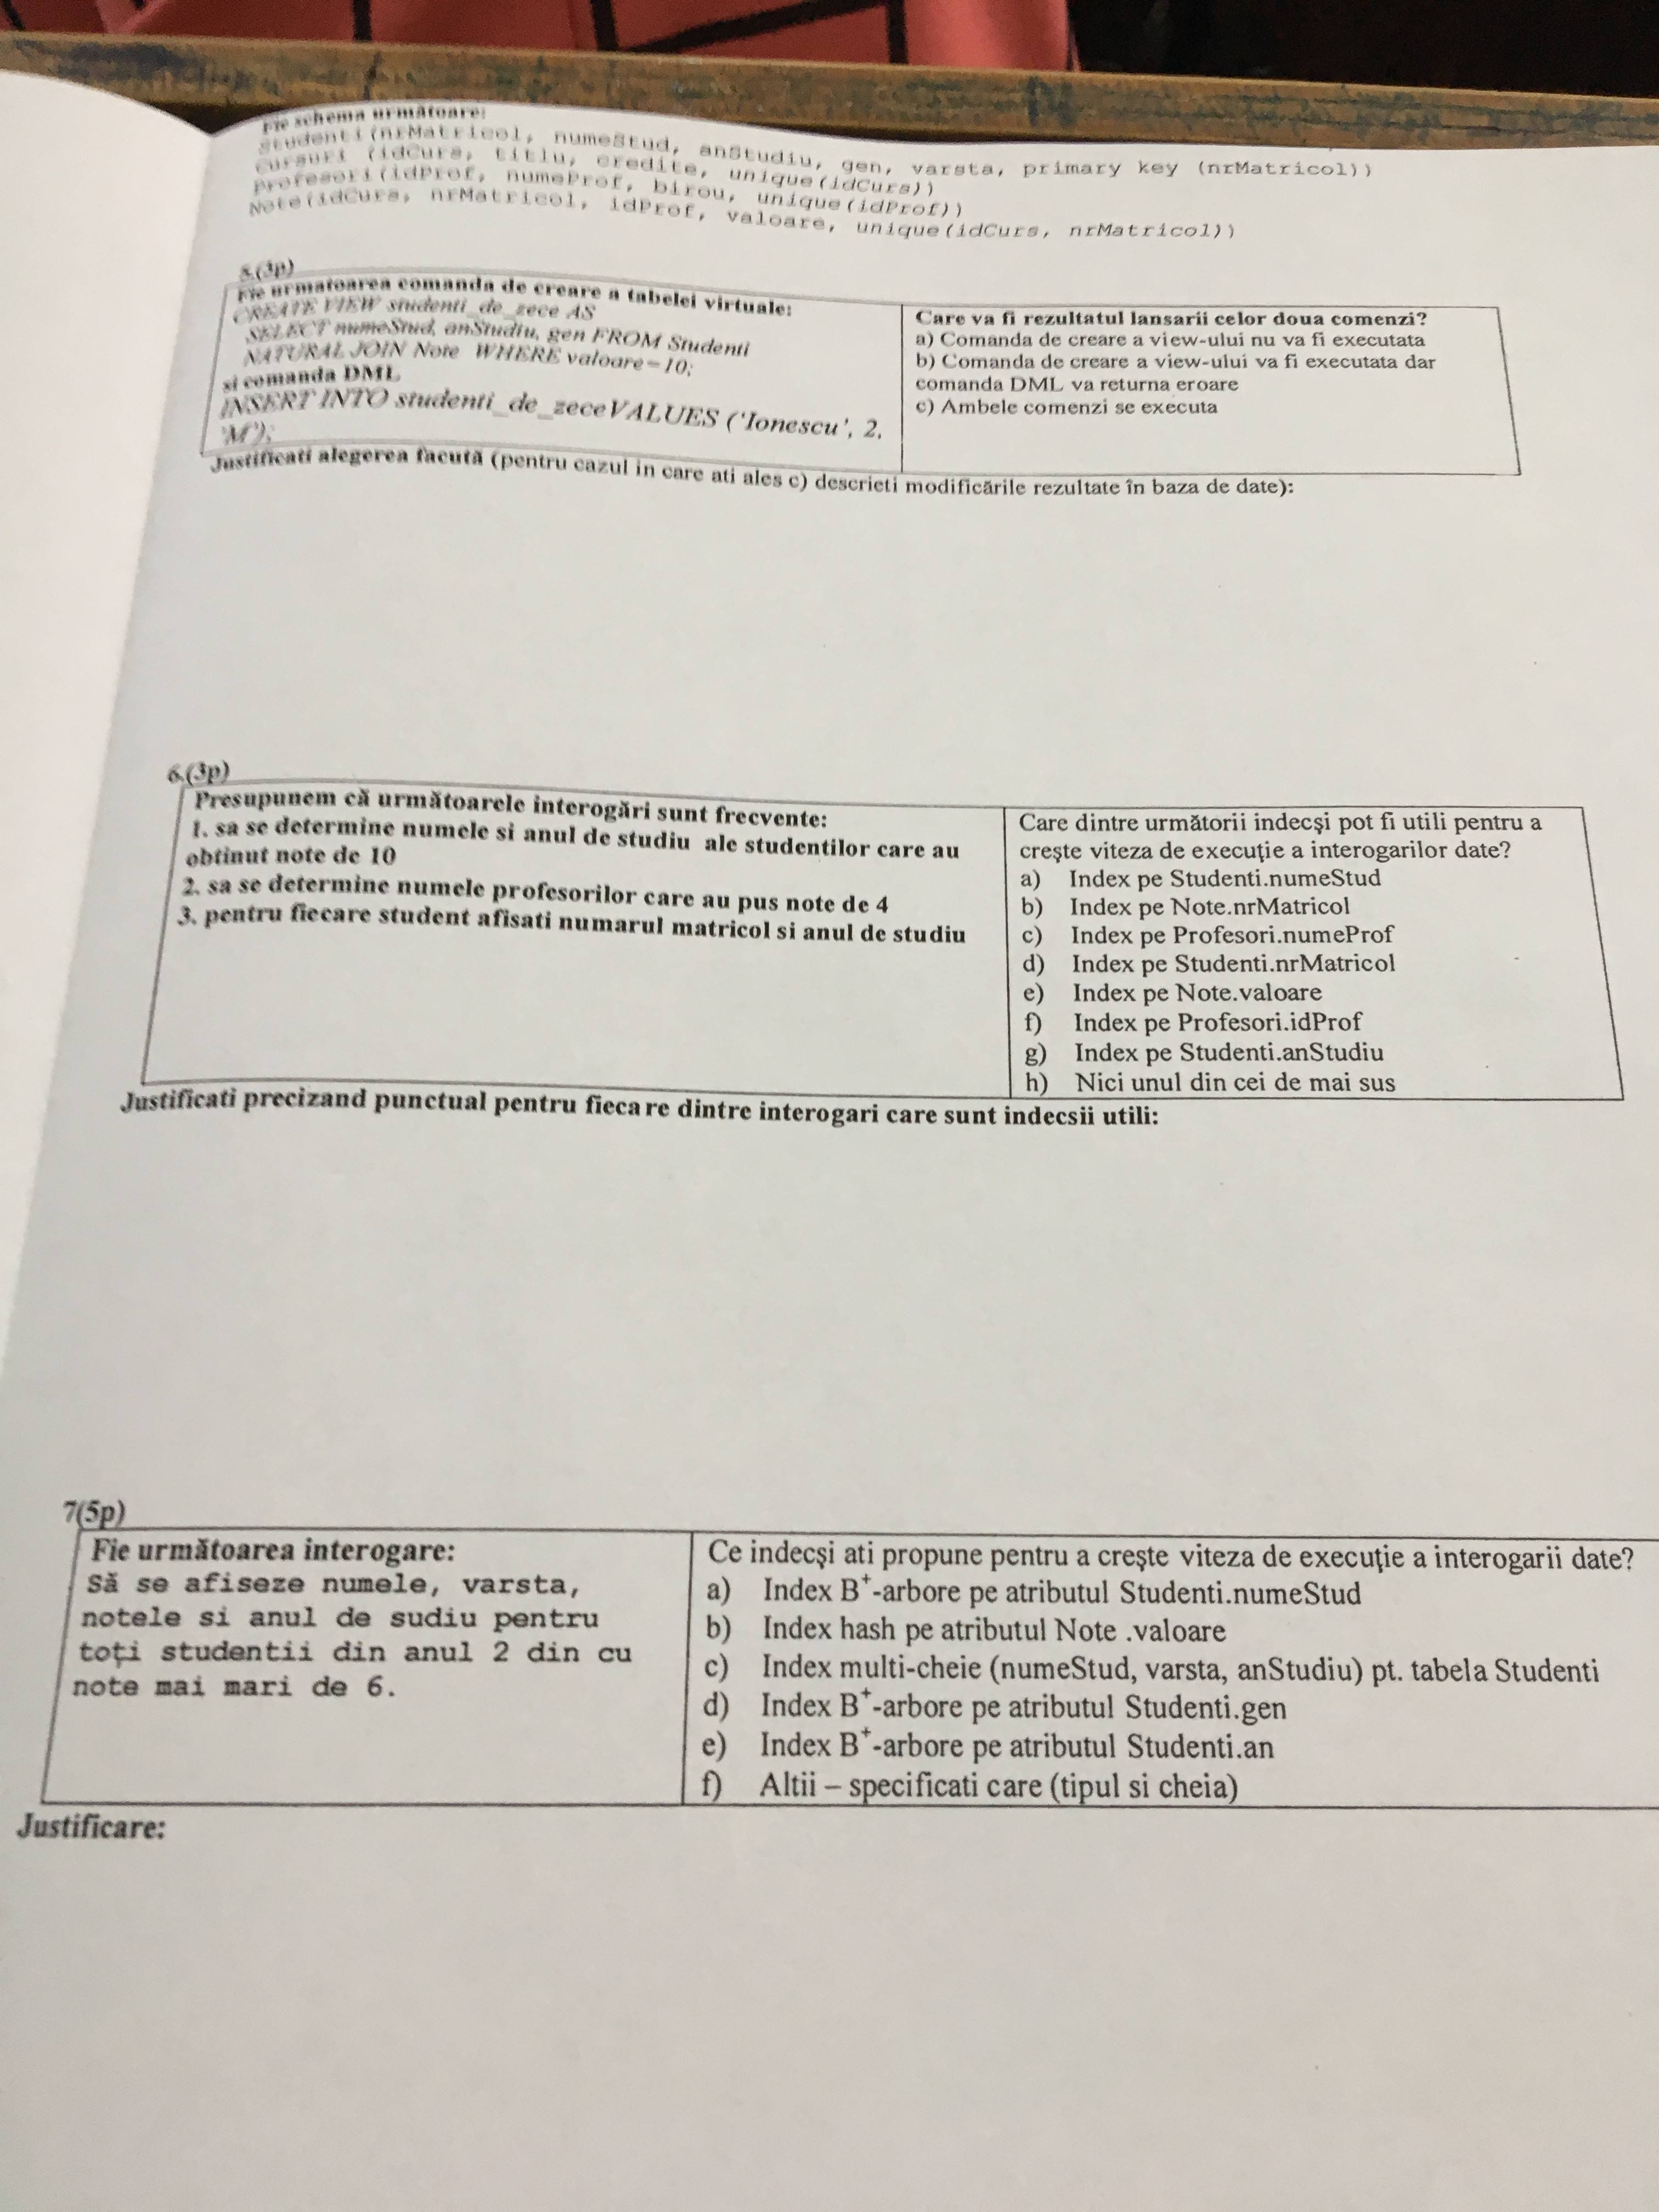 Fie schema următoare:
Studenti(nrMatricol, numeStud, anStudiu, gen, varsta, primary key (nrMatricol))
Cursuri (idCurs, titlu, credite, unique(idCurs))
Profesori(idProf, numeProf, birou, unique(idProf))
Note(idCurs, nrMatricol, idProf, valoare, unique(idCurs, nrMatricol))
5.(3p)
Fie urmatoarea comanda de creare a tabelei virtuale:
CREATE VIEW studenti_de_zece AS
SELECT numeStud, anStudiu, gen FROM Studenti
NATURAL JOIN Note WHERE valoare=10;
si comanda DML
INSERT INTO studenti_de_zeceVALUES ('Ionescu', 2,
'M');
Care va fi rezultatul lansarii celor doua comenzi?
a) Comanda de creare a view-ului nu va fi executata
b) Comanda de creare a view-ului va fi executata dar
comanda DML va returna eroare
c) Ambele comenzi se executa
Justificati alegerea facută (pentru cazul in care ati ales c) descrieti modificările rezultate în baza de date):
6.(3p)
Presupunem că următoarele interogări sunt frecvente:
1. sa se determine numele si anul de studiu ale studentilor care au
obtinut note de 10
2. sa se determine numele profesorilor care au pus note de 4
3. pentru fiecare student afisati numarul matricol si anul de studiu
Care dintre următorii indecşi pot fi utili pentru a
creşte viteza de execuţie a interogarilor date?
a) Index pe Studenti.numeStud
b) Index pe Note.nrMatricol
c) Index pe Profesori.numeProf
d) Index pe Studenti.nrMatricol
e) Index pe Note.valoare
f) Index pe Profesori.idProf
g) Index pe Studenti.anStudiu
h) Nici unul din cei de mai sus
Justificati precizand punctual pentru fiecare dintre interogari care sunt indecsii utili:
7(5p)
Fie următoarea interogare:
Să se afiseze numele, varsta,
notele si anul de sudiu pentru
toţi studentii din anul 2 din cu
note mai mari de 6.
Ce indecşi ati propune pentru a creşte viteza de execuţie a interogarii date?
a) Index B+-arbore pe atributul Studenti.numeStud
b) Index hash pe atributul Note .valoare
c) Index multi-cheie (numeStud, varsta, anStudiu) pt. tabela Studenti
d) Index B+-arbore pe atributul Studenti.gen
e) Index B+-arbore pe atributul Studenti.an
f) Altii – specificati care (tipul si cheia)
Justificare: